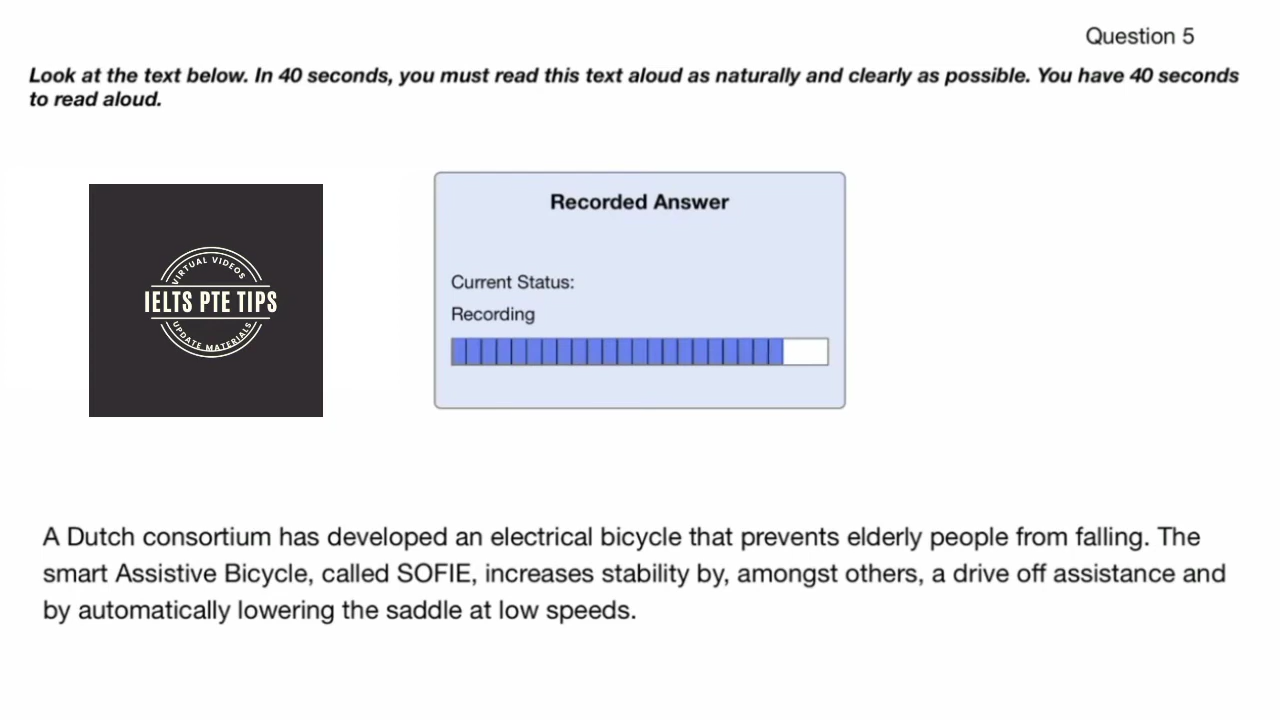 Question 5
Look at the text below. In 40 seconds, you must read this text aloud as naturally and clearly as possible. You have 40 seconds
to read aloud.
VIRTUAL VIDEOS
IELTS PTE TIPS
UPDATE MATERIALS
Recorded Answer
Current Status:
Recording
A Dutch consortium has developed an electrical bicycle that prevents elderly people from falling. The
smart Assistive Bicycle, called SOFIE, increases stability by, amongst others, a drive off assistance and
by automatically lowering the saddle at low speeds.